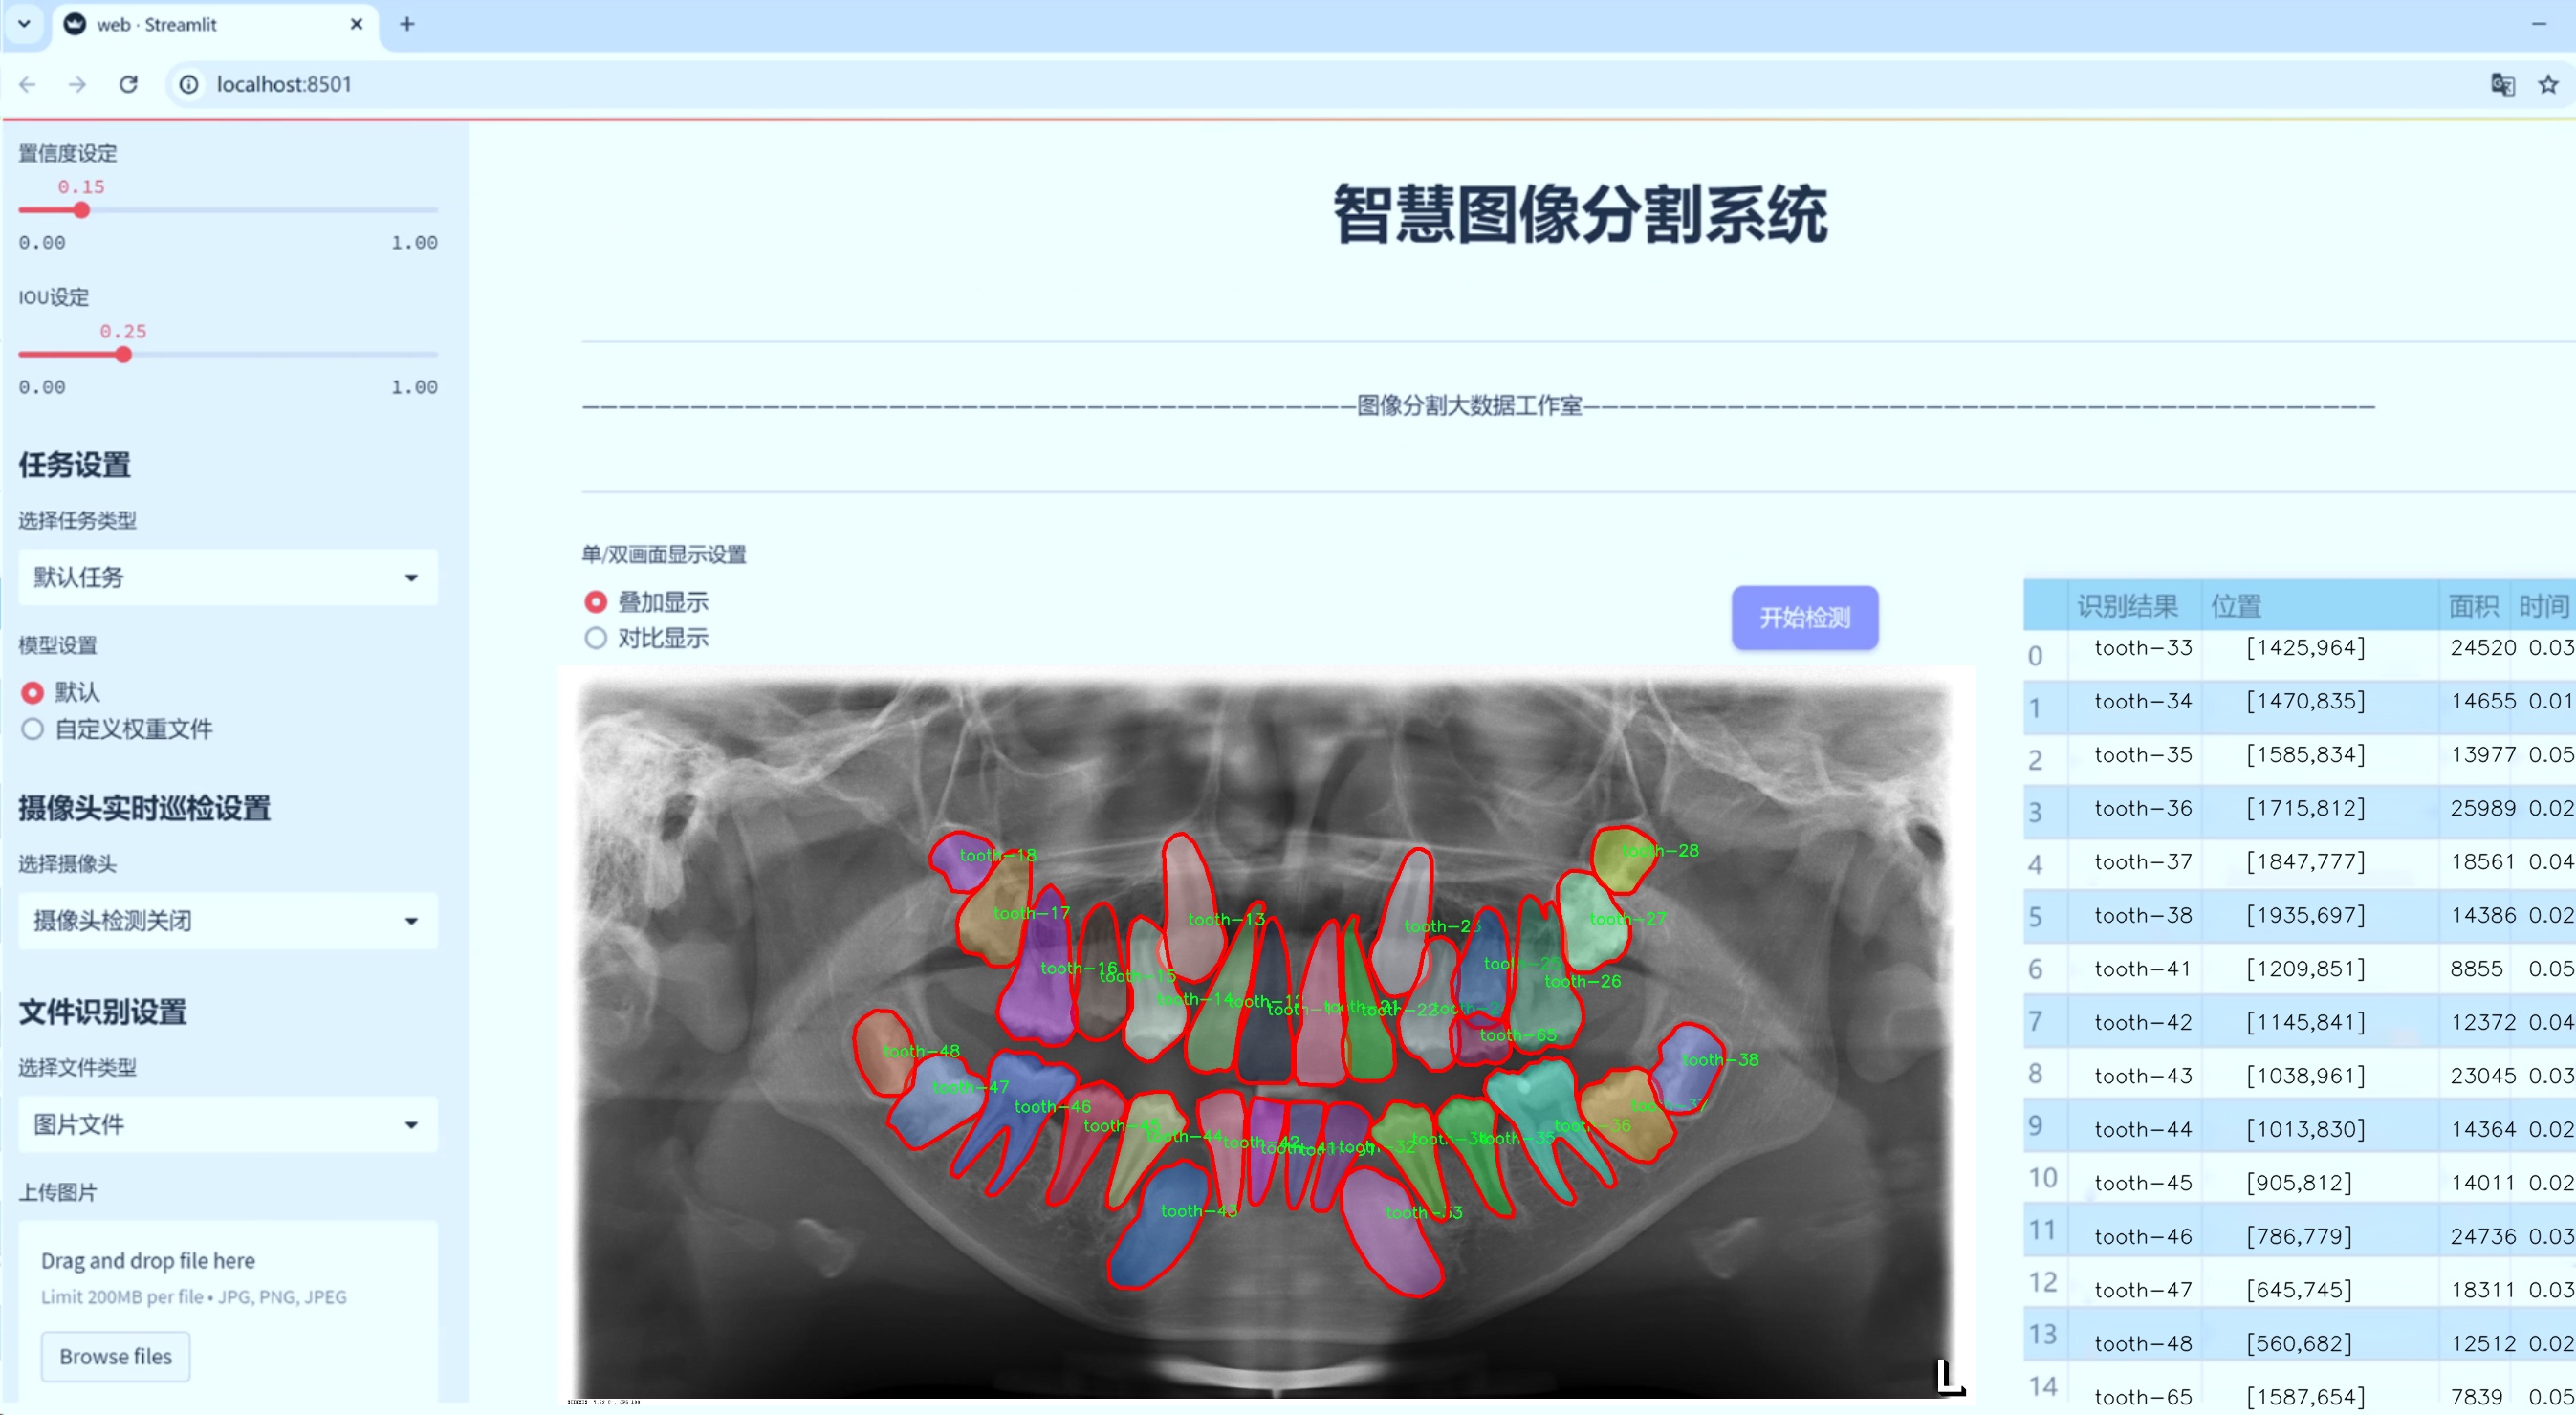 web · Streamlit
localhost:8501
置信度设定
0.15
0.00 1.00
IOU设定
0.25
0.00 1.00
任务设置
选择任务类型
默认任务
模型设置
默认
自定义权重文件
摄像头实时巡检设置
选择摄像头
摄像头检测关闭
文件识别设置
选择文件类型
图片文件
上传图片
Drag and drop file here
Limit 200MB per file • JPG, PNG, JPEG
Browse files
智慧图像分割系统
————————————————————————————————————————————图像分割大数据工作室—————————————————————————————————————————————
单/双画面显示设置
叠加显示
对比显示
开始检测
tooth-18
tooth-28
tooth-17
tooth-13
tooth-23
tooth-27
tooth-16
tooth-15
tooth-26
tooth-14
tooth-21
tooth-22
tooth-65
tooth-48
tooth-47
tooth-38
tooth-46
tooth-45
tooth-44
tooth-42
tooth-32
tooth-35
tooth-36
tooth-37
tooth-43
L
识别结果 位置 面积 时间
0 tooth-33 [1425,964] 24520 0.03
1 tooth-34 [1470,835] 14655 0.01
2 tooth-35 [1585,834] 13977 0.05
3 tooth-36 [1715,812] 25989 0.02
4 tooth-37 [1847,777] 18561 0.04
5 tooth-38 [1935,697] 14386 0.02
6 tooth-41 [1209,851] 8855 0.05
7 tooth-42 [1145,841] 12372 0.04
8 tooth-43 [1038,961] 23045 0.03
9 tooth-44 [1013,830] 14364 0.02
10 tooth-45 [905,812] 14011 0.02
11 tooth-46 [786,779] 24736 0.03
12 tooth-47 [645,745] 18311 0.03
13 tooth-48 [560,682] 12512 0.02
14 tooth-65 [1587,654] 7839 0.05